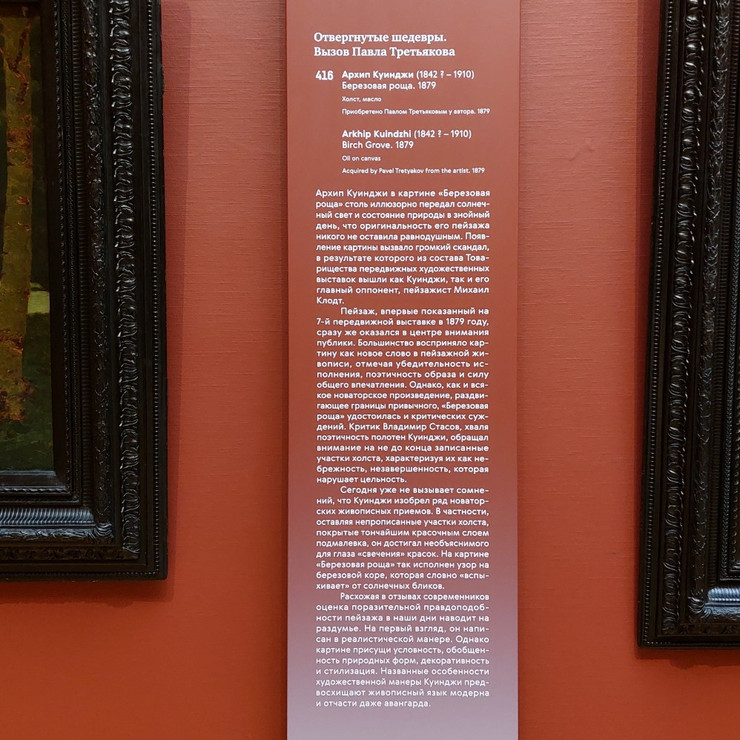 Отвергнутые шедевры.
Вызов Павла Третьякова
416 Архип Куинджи (1842 ? – 1910)
Березовая роща. 1879
Холст, масло
Приобретено Павлом Третьяковым у автора. 1879
Arkhip Kuindzhi (1842 ? – 1910)
Birch Grove. 1879
Oil on canvas
Acquired by Pavel Tretyakov from the artist. 1879
Архип Куинджи в картине «Березовая
роща» столь иллюзорно передал солнеч-
ный свет и состояние природы в знойный
день, что оригинальность его пейзажа
никого не оставила равнодушным. Появ-
ление картины вызвало громкий скандал,
в результате которого из состава Това-
рищества передвижных художественных
выставок вышли как Куинджи, так и его
главный оппонент, пейзажист Михаил
Клодт.
Пейзаж, впервые показанный на
7-й передвижной выставке в 1879 году,
сразу же оказался в центре внимания
публики. Большинство восприняло кар-
тину как новое слово в пейзажной жи-
вописи, отмечая убедительность ис-
полнения, поэтичность образа и силу
общего впечатления. Однако, как и вся-
кое новаторское произведение, раздви-
гающее границы привычного, «Березовая
роща» удостоилась и критических суж-
дений. Критик Владимир Стасов, хваля
поэтичность полотен Куинджи, обращал
внимание на не до конца записанные
участки холста, характеризуя их как не-
брежность, незавершенность, которая
нарушает цельность.
Сегодня уже не вызывает сомне-
ний, что Куинджи изобрел ряд новатор-
ских живописных приемов. В частности,
оставляя непрописанные участки холста,
покрытые тончайшим красочным слоем
подмалевка, он достигал необъяснимого
для глаза «свечения» красок. На картине
«Березовая роща» так исполнен узор на
березовой коре, которая словно «вспы-
хивает» от солнечных бликов.
Расхожая в отзывах современников
оценка поразительной правдоподоб-
ности пейзажа в наши дни наводит на
раздумье. На первый взгляд, он напи-
сан в реалистической манере. Однако
картине присущи условность, обобщен-
ность природных форм, декоративность
и стилизация. Названные особенности
художественной манеры Куинджи пред-
восхищают живописный язык модерна
и отчасти даже авангарда.